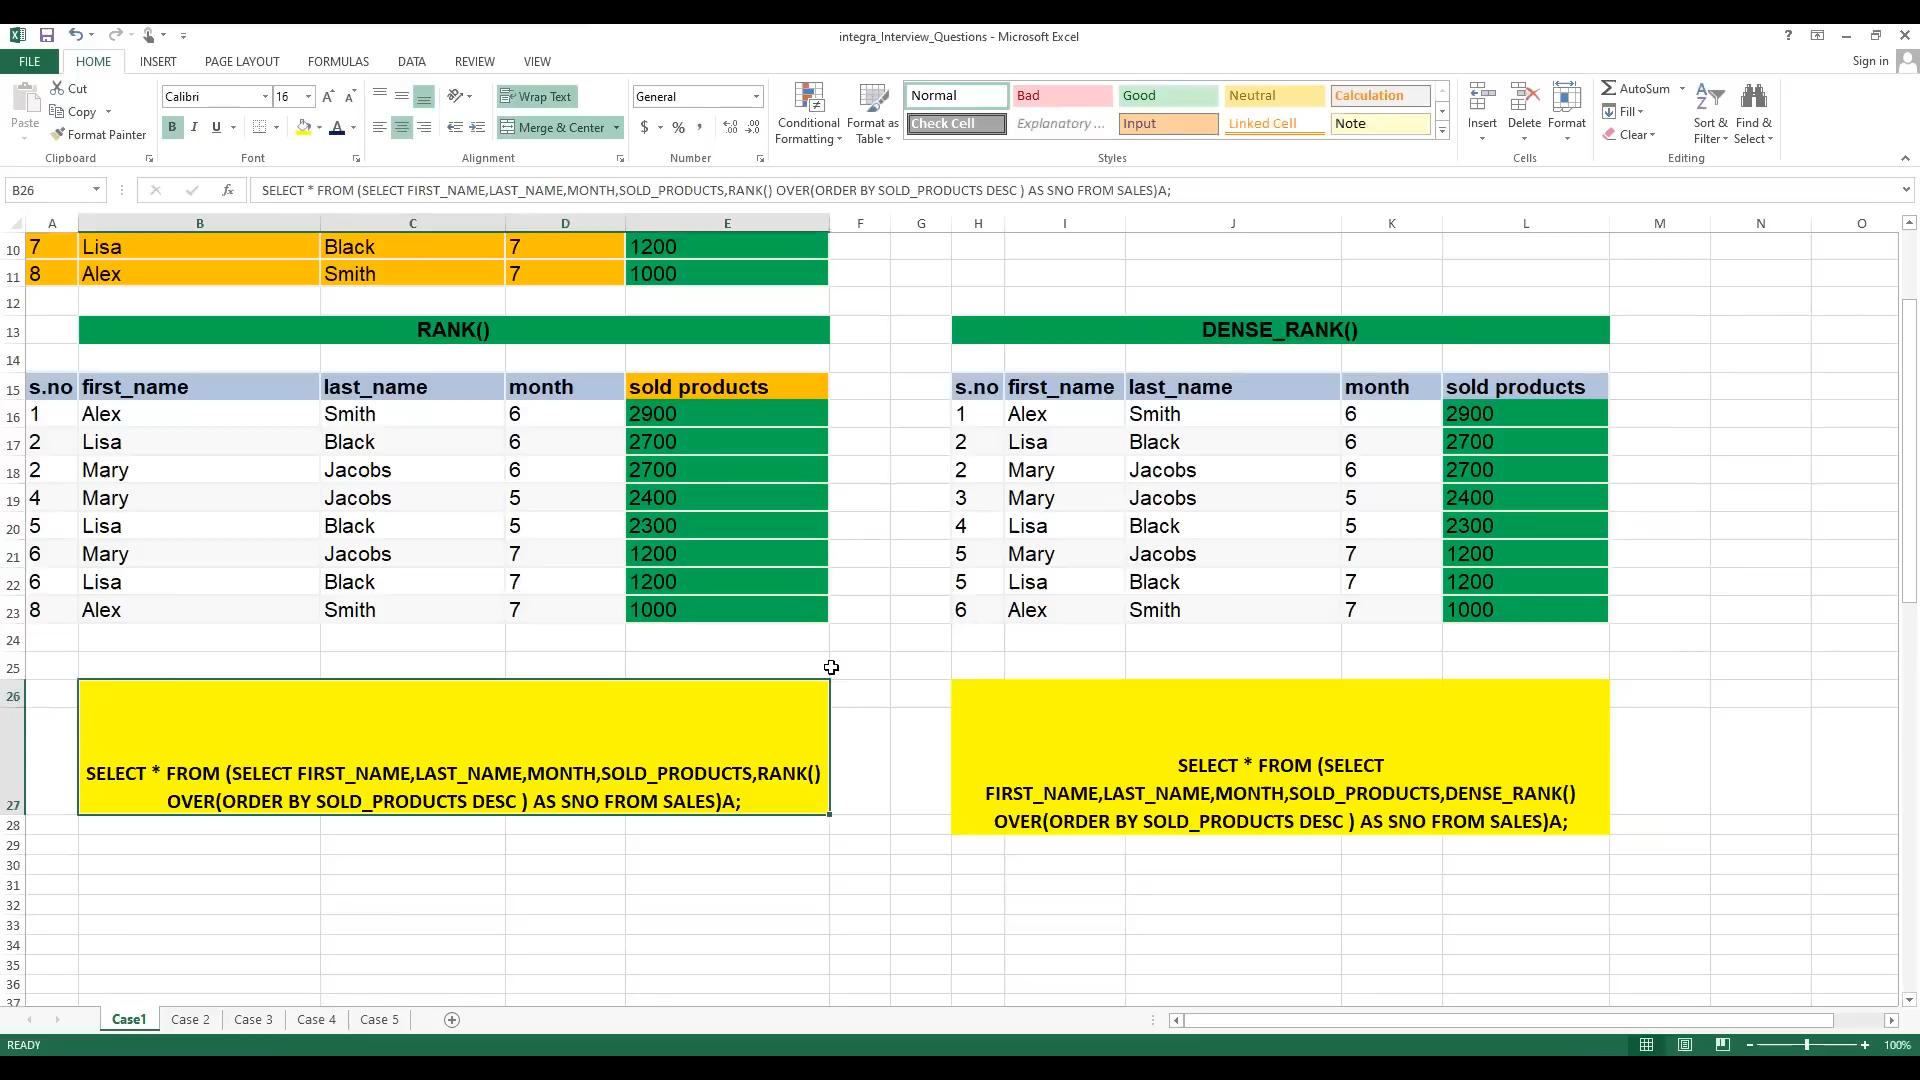 integra_Interview_Questions - Microsoft Excel
Sign in
FILE HOME INSERT PAGE LAYOUT FORMULAS DATA REVIEW VIEW
Paste
Cut
Copy
Format Painter
Clipboard
Calibri 16
B I U
Font
Wrap Text
Merge & Center
Alignment
General
$ % ,
Number
Conditional Formatting
Format as Table
Normal Bad Good Neutral Calculation
Check Cell Explanatory ... Input Linked Cell Note
Styles
Insert Delete Format
Cells
AutoSum
Fill
Clear
Sort & Filter
Find & Select
Editing
B26 fx SELECT * FROM (SELECT FIRST_NAME,LAST_NAME,MONTH,SOLD_PRODUCTS,RANK() OVER(ORDER BY SOLD_PRODUCTS DESC ) AS SNO FROM SALES)A;
A B C D E F G H I J K L M N O
10 7 Lisa Black 7 1200
11 8 Alex Smith 7 1000
12
13 RANK() DENSE_RANK()
14
15 s.no first_name last_name month sold products s.no first_name last_name month sold products
16 1 Alex Smith 6 2900 1 Alex Smith 6 2900
17 2 Lisa Black 6 2700 2 Lisa Black 6 2700
18 2 Mary Jacobs 6 2700 2 Mary Jacobs 6 2700
19 4 Mary Jacobs 5 2400 3 Mary Jacobs 5 2400
20 5 Lisa Black 5 2300 4 Lisa Black 5 2300
21 6 Mary Jacobs 7 1200 5 Mary Jacobs 7 1200
22 6 Lisa Black 7 1200 5 Lisa Black 7 1200
23 8 Alex Smith 7 1000 6 Alex Smith 7 1000
24
25
26
27
SELECT * FROM (SELECT FIRST_NAME,LAST_NAME,MONTH,SOLD_PRODUCTS,RANK()
OVER(ORDER BY SOLD_PRODUCTS DESC ) AS SNO FROM SALES)A;
SELECT * FROM (SELECT
FIRST_NAME,LAST_NAME,MONTH,SOLD_PRODUCTS,DENSE_RANK()
OVER(ORDER BY SOLD_PRODUCTS DESC ) AS SNO FROM SALES)A;
28
29
30
31
32
33
34
35
36
37
Case1 Case 2 Case 3 Case 4 Case 5
READY
100%